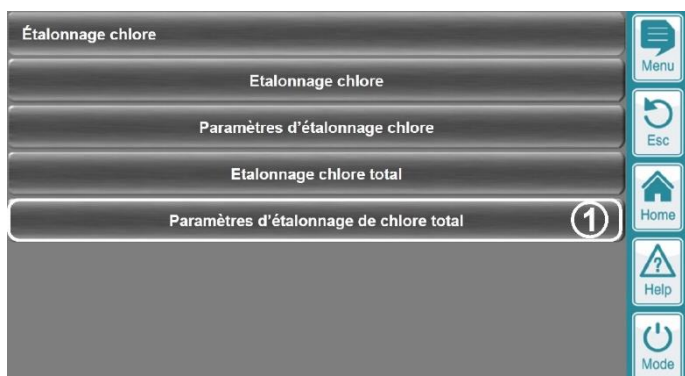 Étalonnage chlore
Etalonnage chlore
Paramètres d'étalonnage chlore
Etalonnage chlore total
Paramètres d'étalonnage de chlore total
1
Menu
Esc
Home
?
Help
Mode